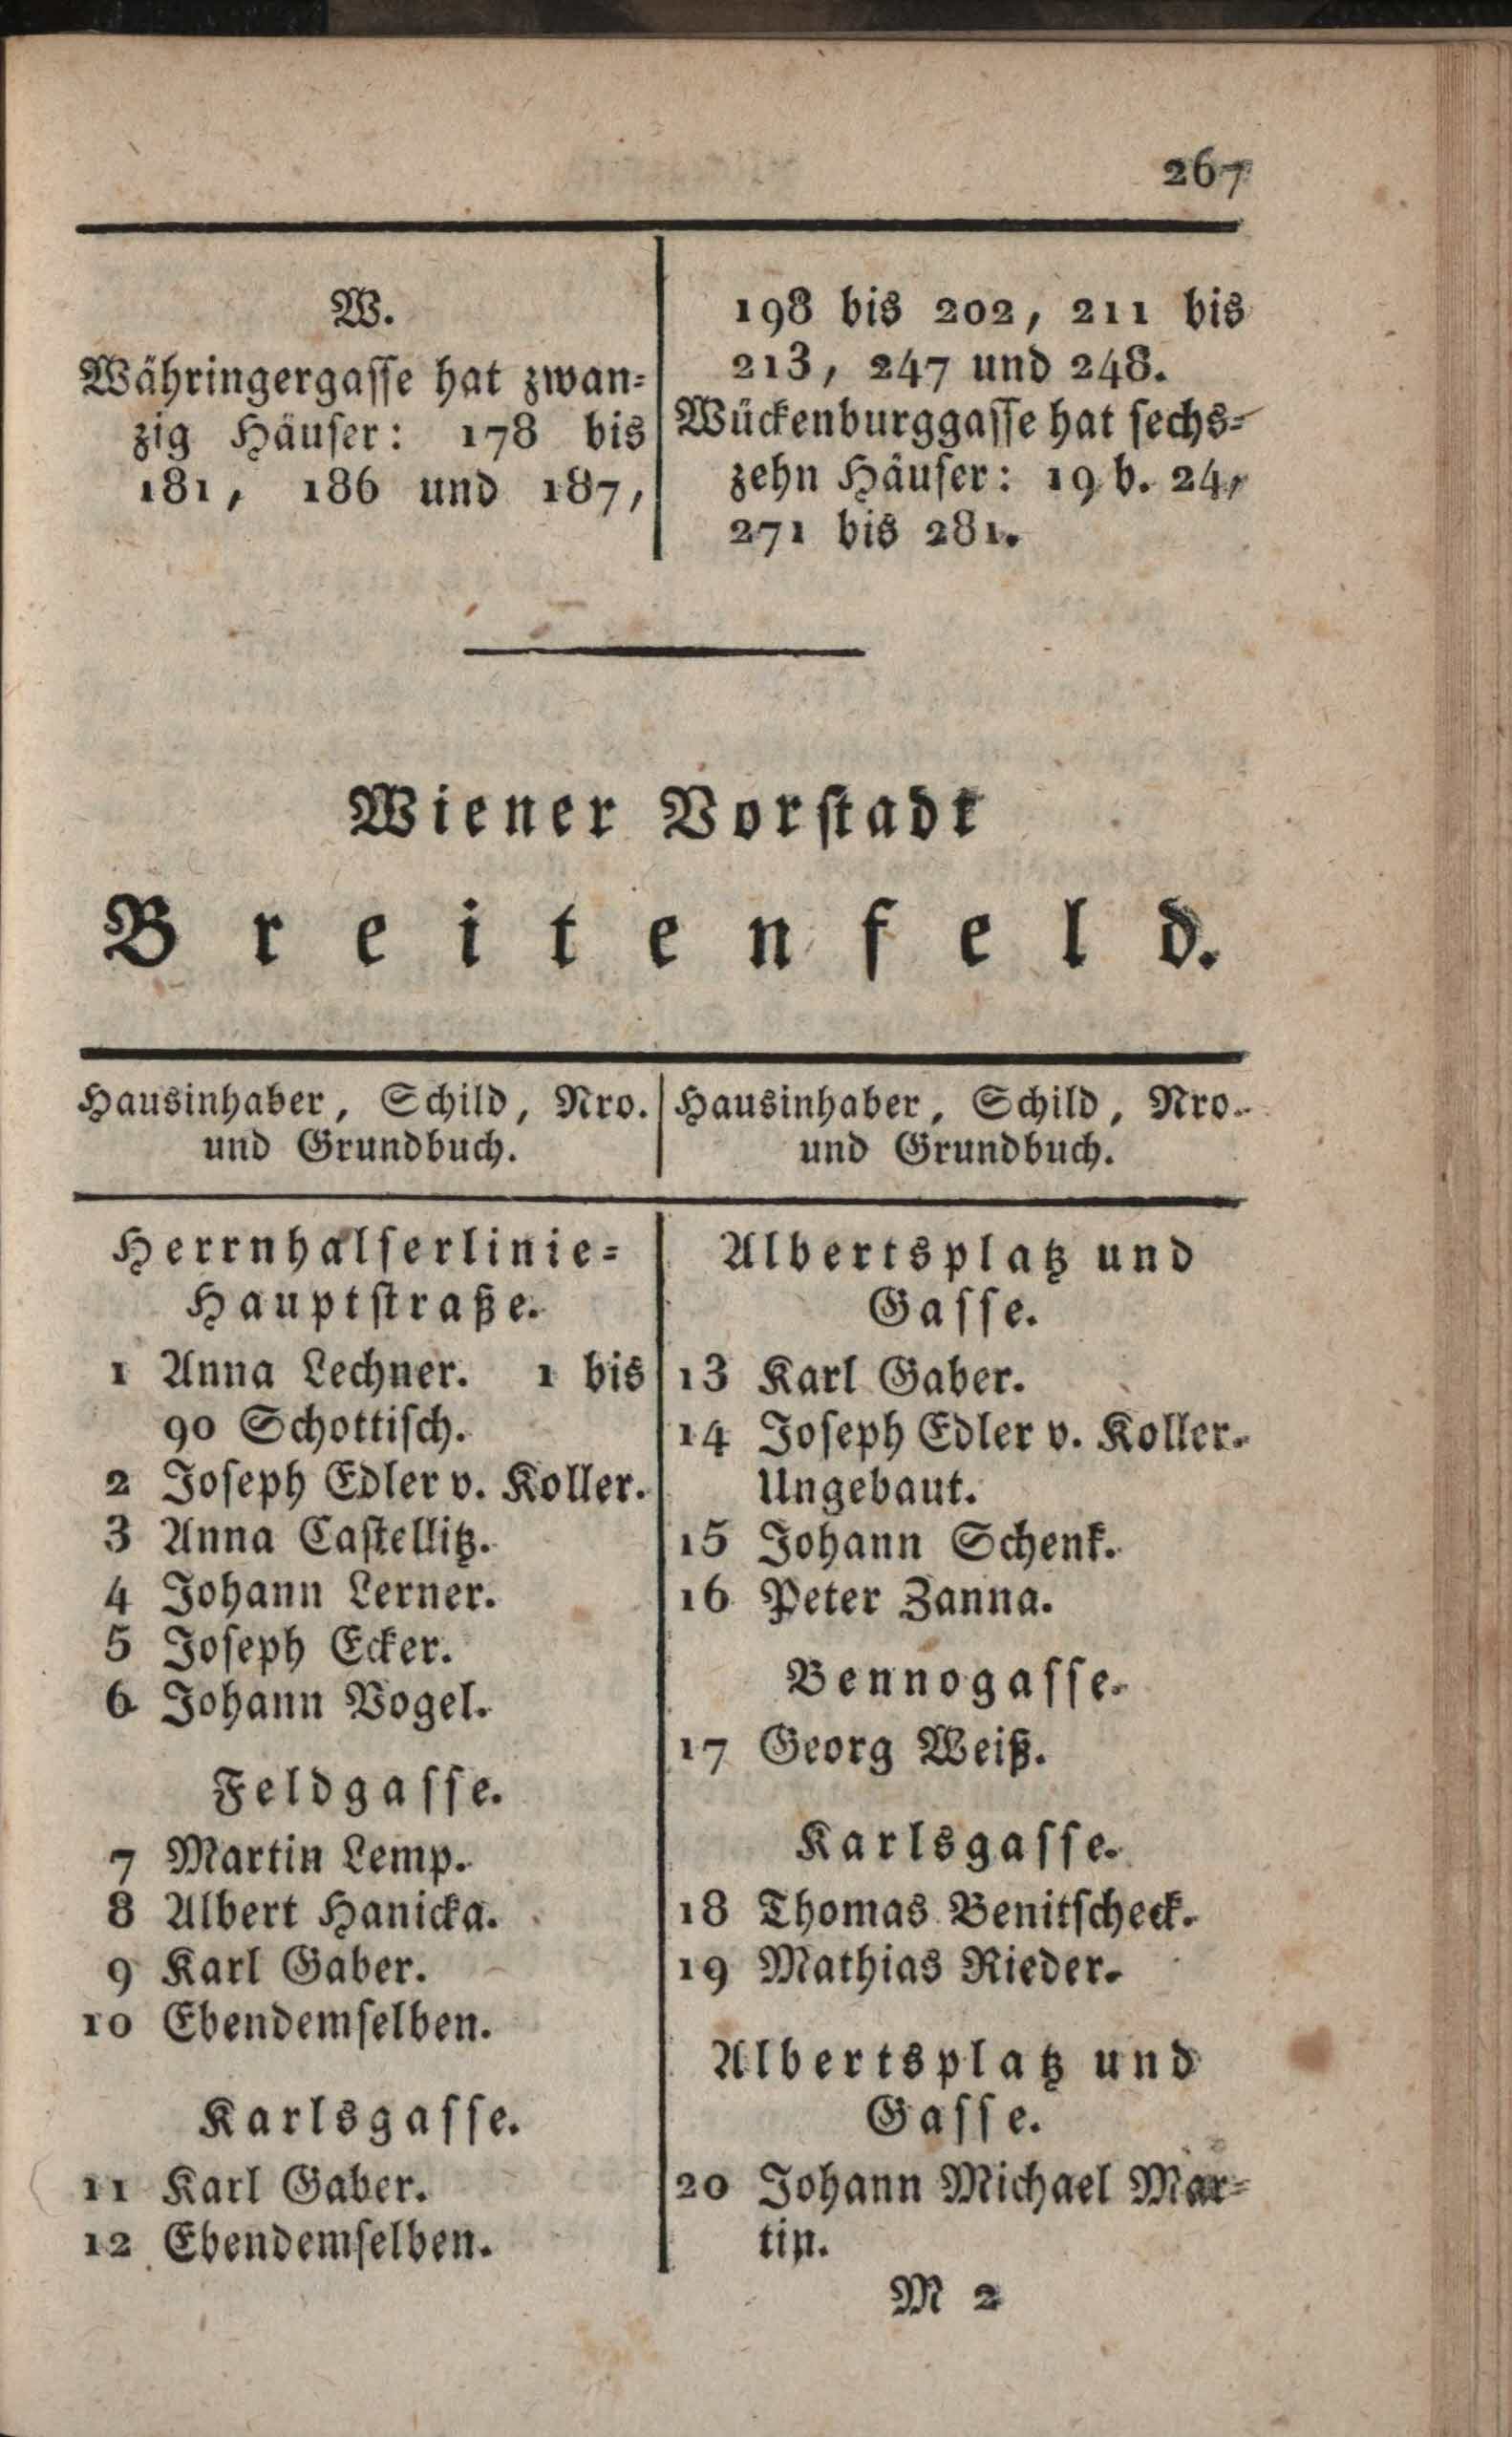 267
W.
Währingergasse hat zwan-
zig Häuser: 178 bis
181, 186 und 187,
198 bis 202, 211 bis
213, 247 und 248.
Wückenburggasse hat sechs-
zehn Häuser: 19 b. 24,
271 bis 281.
Wiener Vorstadt
Breitenfeld.
Hausinhaber, Schild, Nro.
und Grundbuch.
Herrnhalserlinie-
Hauptstraße.
1 Anna Lechner. 1 bis
90 Schottisch.
2 Joseph Edler v. Koller.
3 Anna Castellitz.
4 Johann Lerner.
5 Joseph Ecker.
6 Johann Vogel.
Feldgasse.
7 Martin Lemp.
8 Albert Hanicka.
9 Karl Gaber.
10 Ebendemselben.
Karlsgasse.
11 Karl Gaber.
12 Ebendemselben.
Hausinhaber, Schild, Nro.
und Grundbuch.
Albertsplatz und
Gasse.
13 Karl Gaber.
14 Joseph Edler v. Koller.
Ungebaut.
15 Johann Schenk.
16 Peter Zanna.
Bennogasse.
17 Georg Weiß.
Karlsgasse.
18 Thomas Benitscheck.
19 Mathias Rieder.
Albertsplatz und
Gasse.
20 Johann Michael Mar-
tin.
M 2